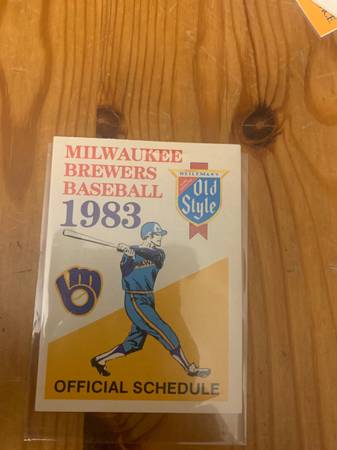 MILWAUKEE
BREWERS
BASEBALL
1983
HEILEMAN'S
Old
Style
OFFICIAL SCHEDULE